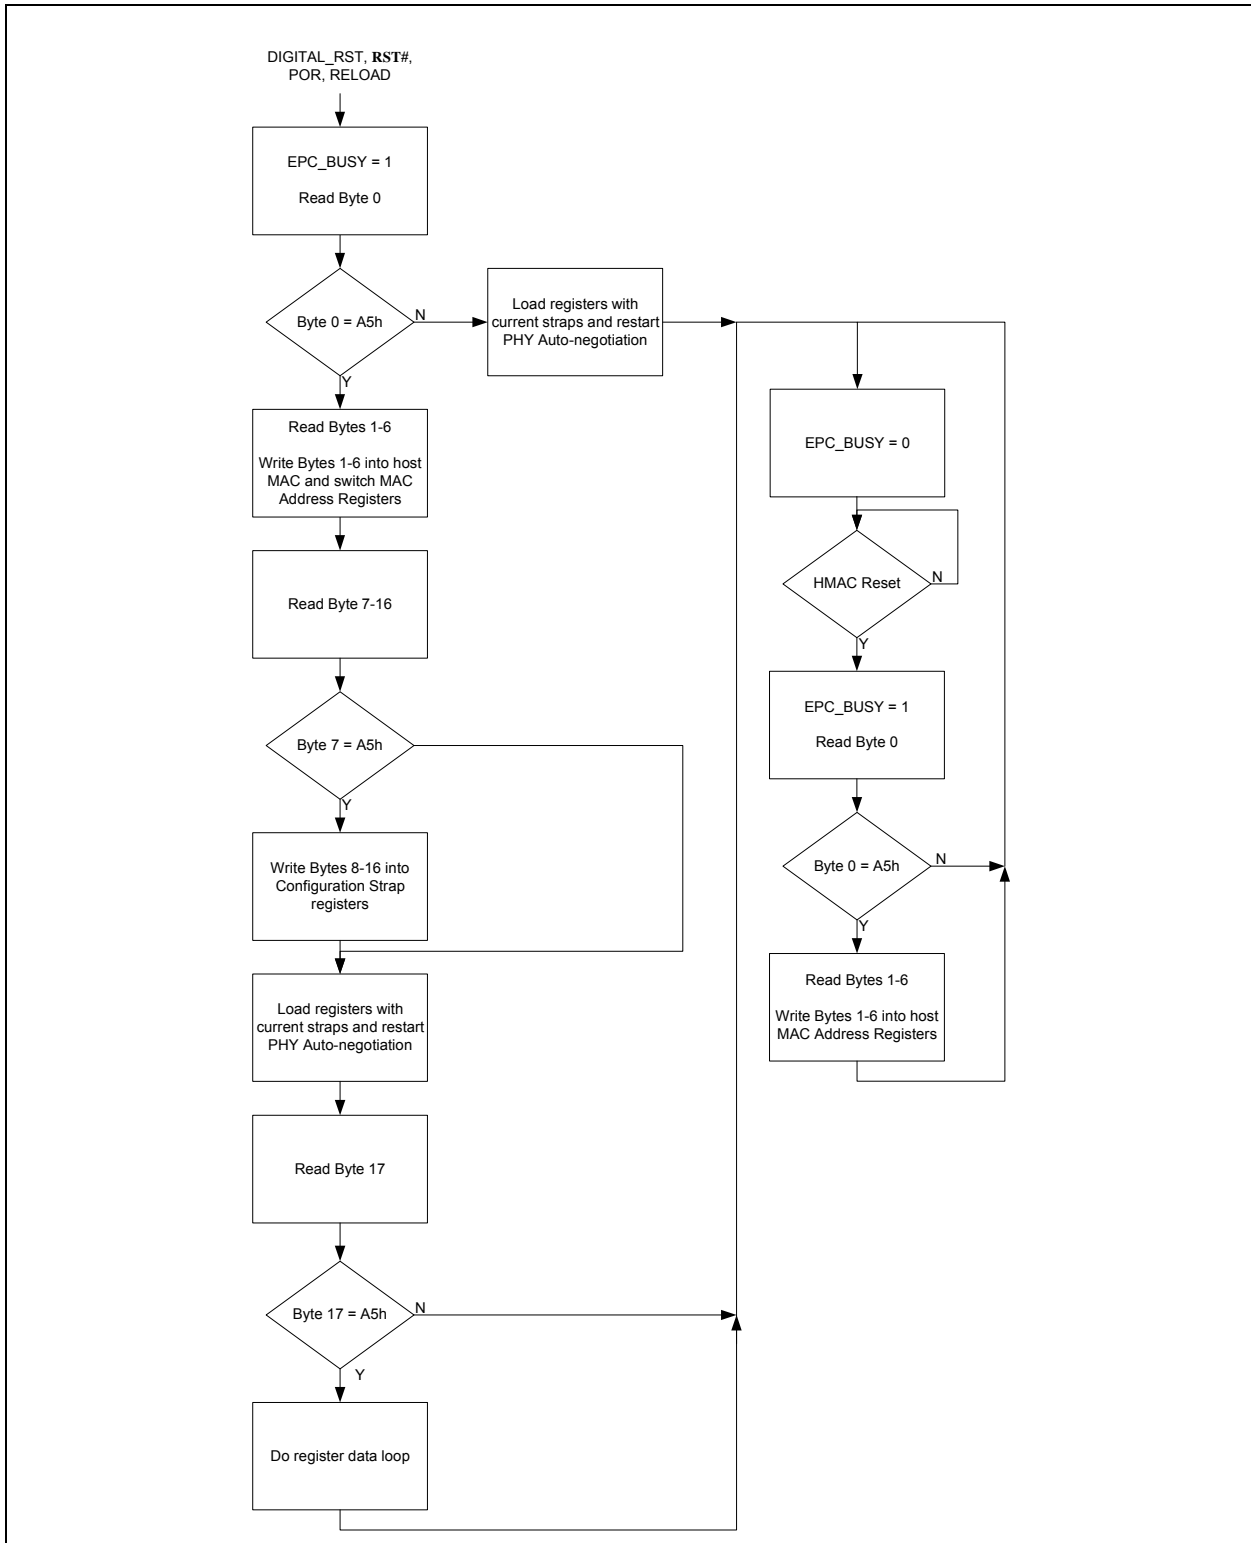 DIGITAL_RST, RST#,
POR, RELOAD
EPC_BUSY = 1
Read Byte 0
Byte 0 = A5h
N
Y
Load registers with
current straps and restart
PHY Auto-negotiation
Read Bytes 1-6
Write Bytes 1-6 into host
MAC and switch MAC
Address Registers
Read Byte 7-16
Byte 7 = A5h
Y
Write Bytes 8-16 into
Configuration Strap
registers
Load registers with
current straps and restart
PHY Auto-negotiation
Read Byte 17
Byte 17 = A5h
N
Y
Do register data loop
EPC_BUSY = 0
HMAC Reset
N
Y
EPC_BUSY = 1
Read Byte 0
Byte 0 = A5h
N
Y
Read Bytes 1-6
Write Bytes 1-6 into host
MAC Address Registers